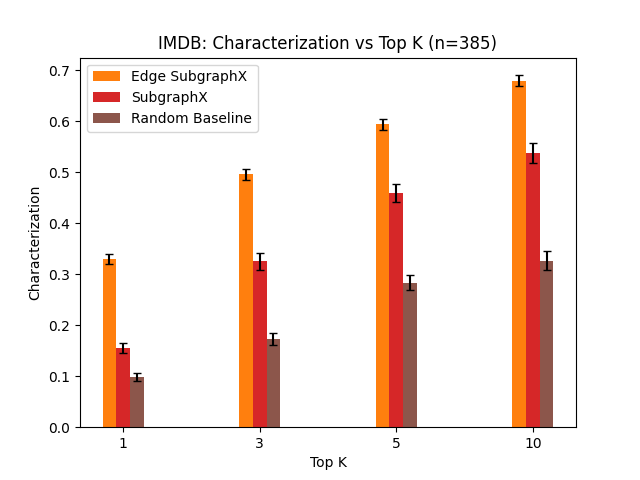 IMDB: Characterization vs Top K (n=385)
Edge SubgraphX
SubgraphX
Random Baseline
Characterization
0.7
0.6
0.5
0.4
0.3
0.2
0.1
0.0
1 3 5 10
Top K